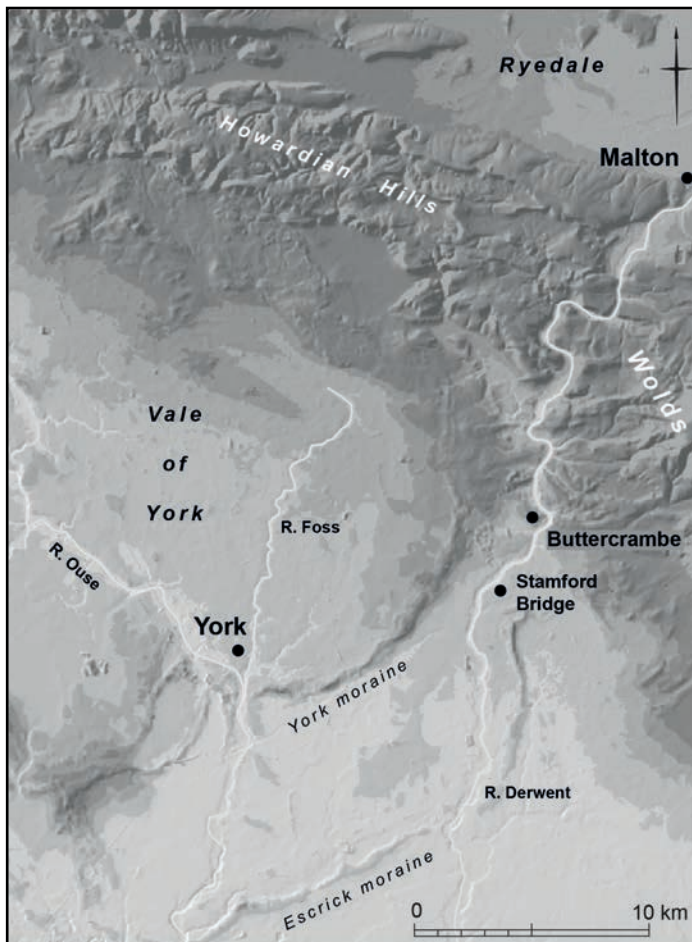 Ryedale
Malton
Howardian Hills
Wolds
Vale
of
York
R. Foss
Buttercrambe
R. Ouse
Stamford
Bridge
York
York moraine
R. Derwent
Escrick moraine
0 10 km